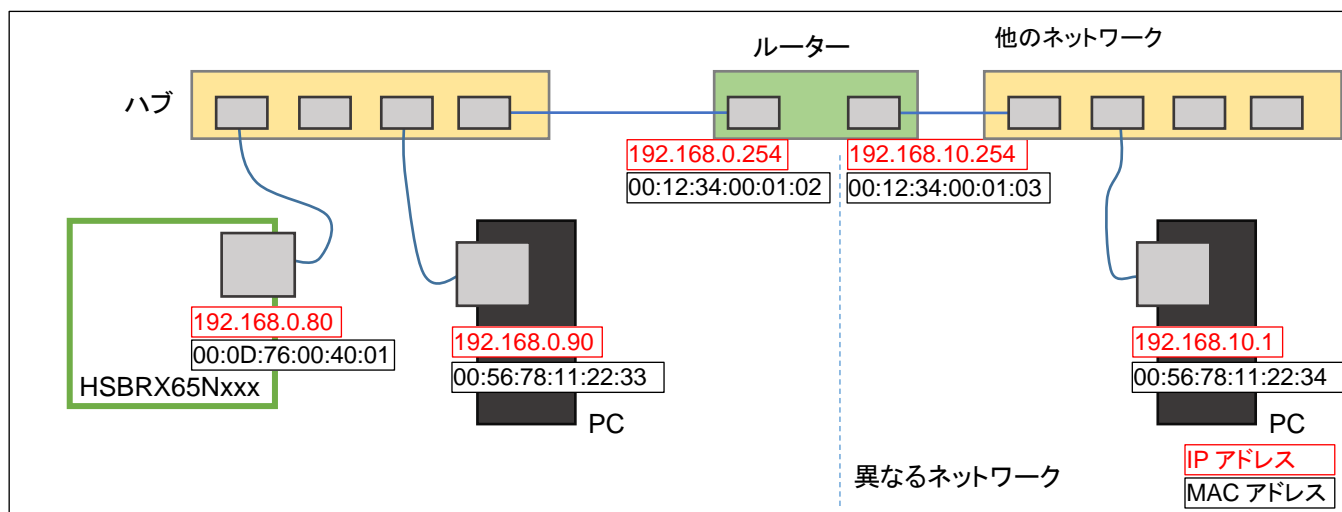 ルーター
他のネットワーク
ハブ
192.168.0.254
192.168.10.254
00:12:34:00:01:02
00:12:34:00:01:03
192.168.0.80
00:0D:76:00:40:01
HSBRX65Nxxx
192.168.0.90
00:56:78:11:22:33
PC
192.168.10.1
00:56:78:11:22:34
PC
異なるネットワーク
IP アドレス
MAC アドレス